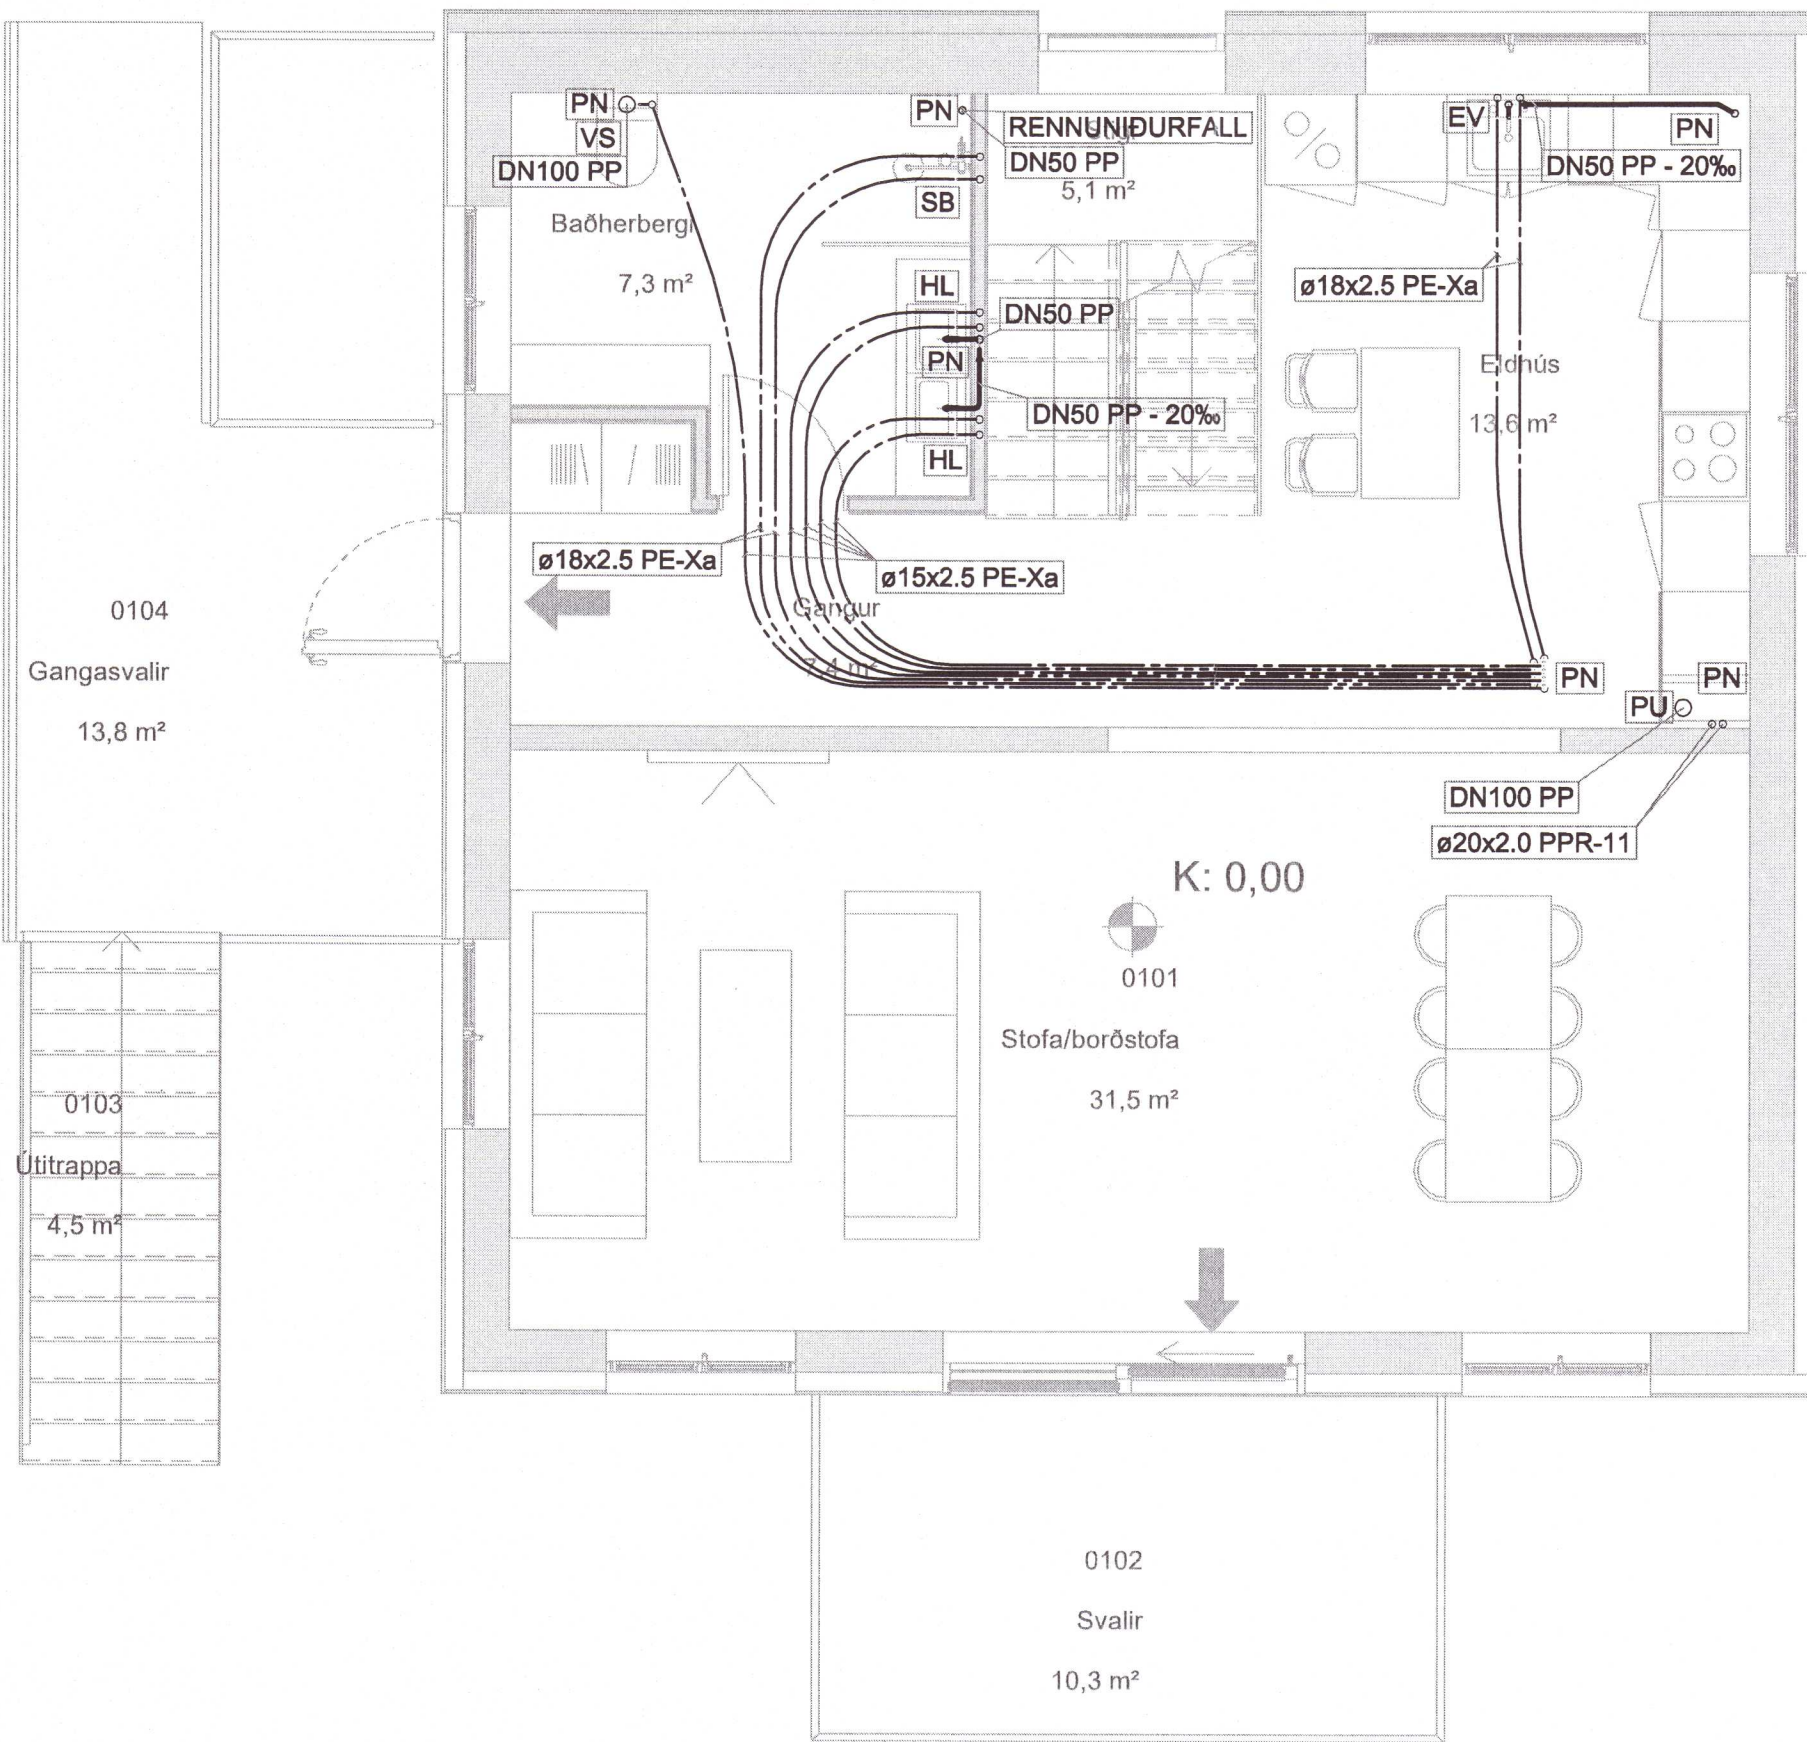 PN
VS
DN100 PP
Baðherbergi
7,3 m²
PN
RENNUNIÐURFALL
DN50 PP
5,1 m²
SB
HL
DN50 PP
PN
DN50 PP - 20‰
HL
EV
PN
DN50 PP - 20‰
ø18x2.5 PE-Xa
Eldhús
13,6 m²
ø18x2.5 PE-Xa
ø15x2.5 PE-Xa
Gangur
7,4 m²
PN
PN
PU
DN100 PP
ø20x2.0 PPR-11
0104
Gangasvalir
13,8 m²
K: 0,00
0101
Stofa/borðstofa
31,5 m²
0103
Útitrappa
4,5 m²
0102
Svalir
10,3 m²